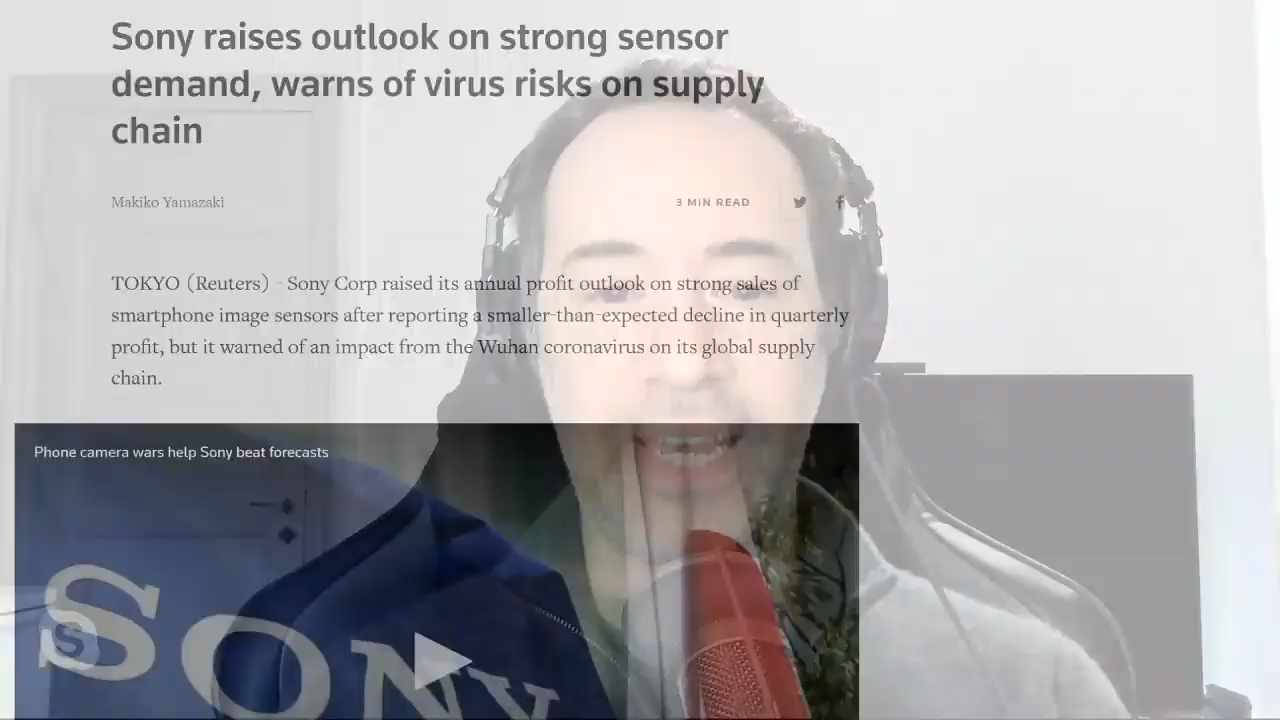 Sony raises outlook on strong sensor
demand, warns of virus risks on supply
chain
Makiko Yamazaki
3 MIN READ
TOKYO (Reuters) - Sony Corp raised its annual profit outlook on strong sales of
smartphone image sensors after reporting a smaller-than-expected decline in quarterly
profit, but it warned of an impact from the Wuhan coronavirus on its global supply
chain.
Phone camera wars help Sony beat forecasts
SONY
S